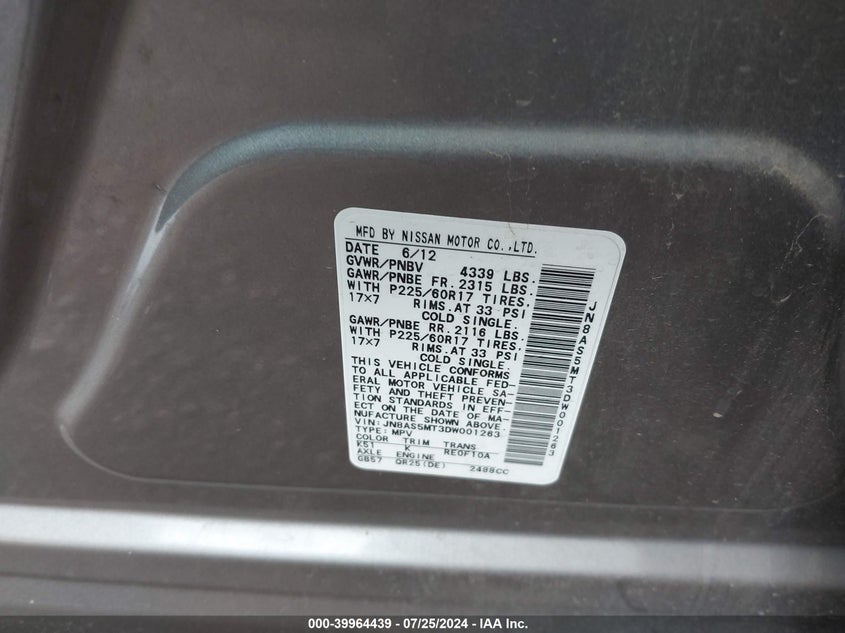 MFD BY NISSAN MOTOR CO.,LTD.
DATE 6/12
GVWR/PNBV 4339 LBS.
GAWR/PNBE FR. 2315 LBS.
WITH P225/60R17 TIRES.
17×7 RIMS.AT 33 PSI
COLD SINGLE.
GAWR/PNBE RR. 2116 LBS.
WITH P225/60R17 TIRES.
17×7 RIMS.AT 33 PSI
COLD SINGLE.
THIS VEHICLE CONFORMS
TO ALL APPLICABLE FED-
ERAL MOTOR VEHICLE SA-
FETY AND THEFT PREVEN-
TION STANDARDS IN EFF-
ECT ON THE DATE OF MA-
NUFACTURE SHOWN ABOVE.
VIN: JN8AS5MT3DW001263
TYPE: MPV
COLOR TRIM TRANS
K51 K RE0F10A
AXLE ENGINE
GB57 QR25(DE) 2488CC
JN8AS5MT3DW001263
000-39964439 - 07/25/2024 - IAA Inc.